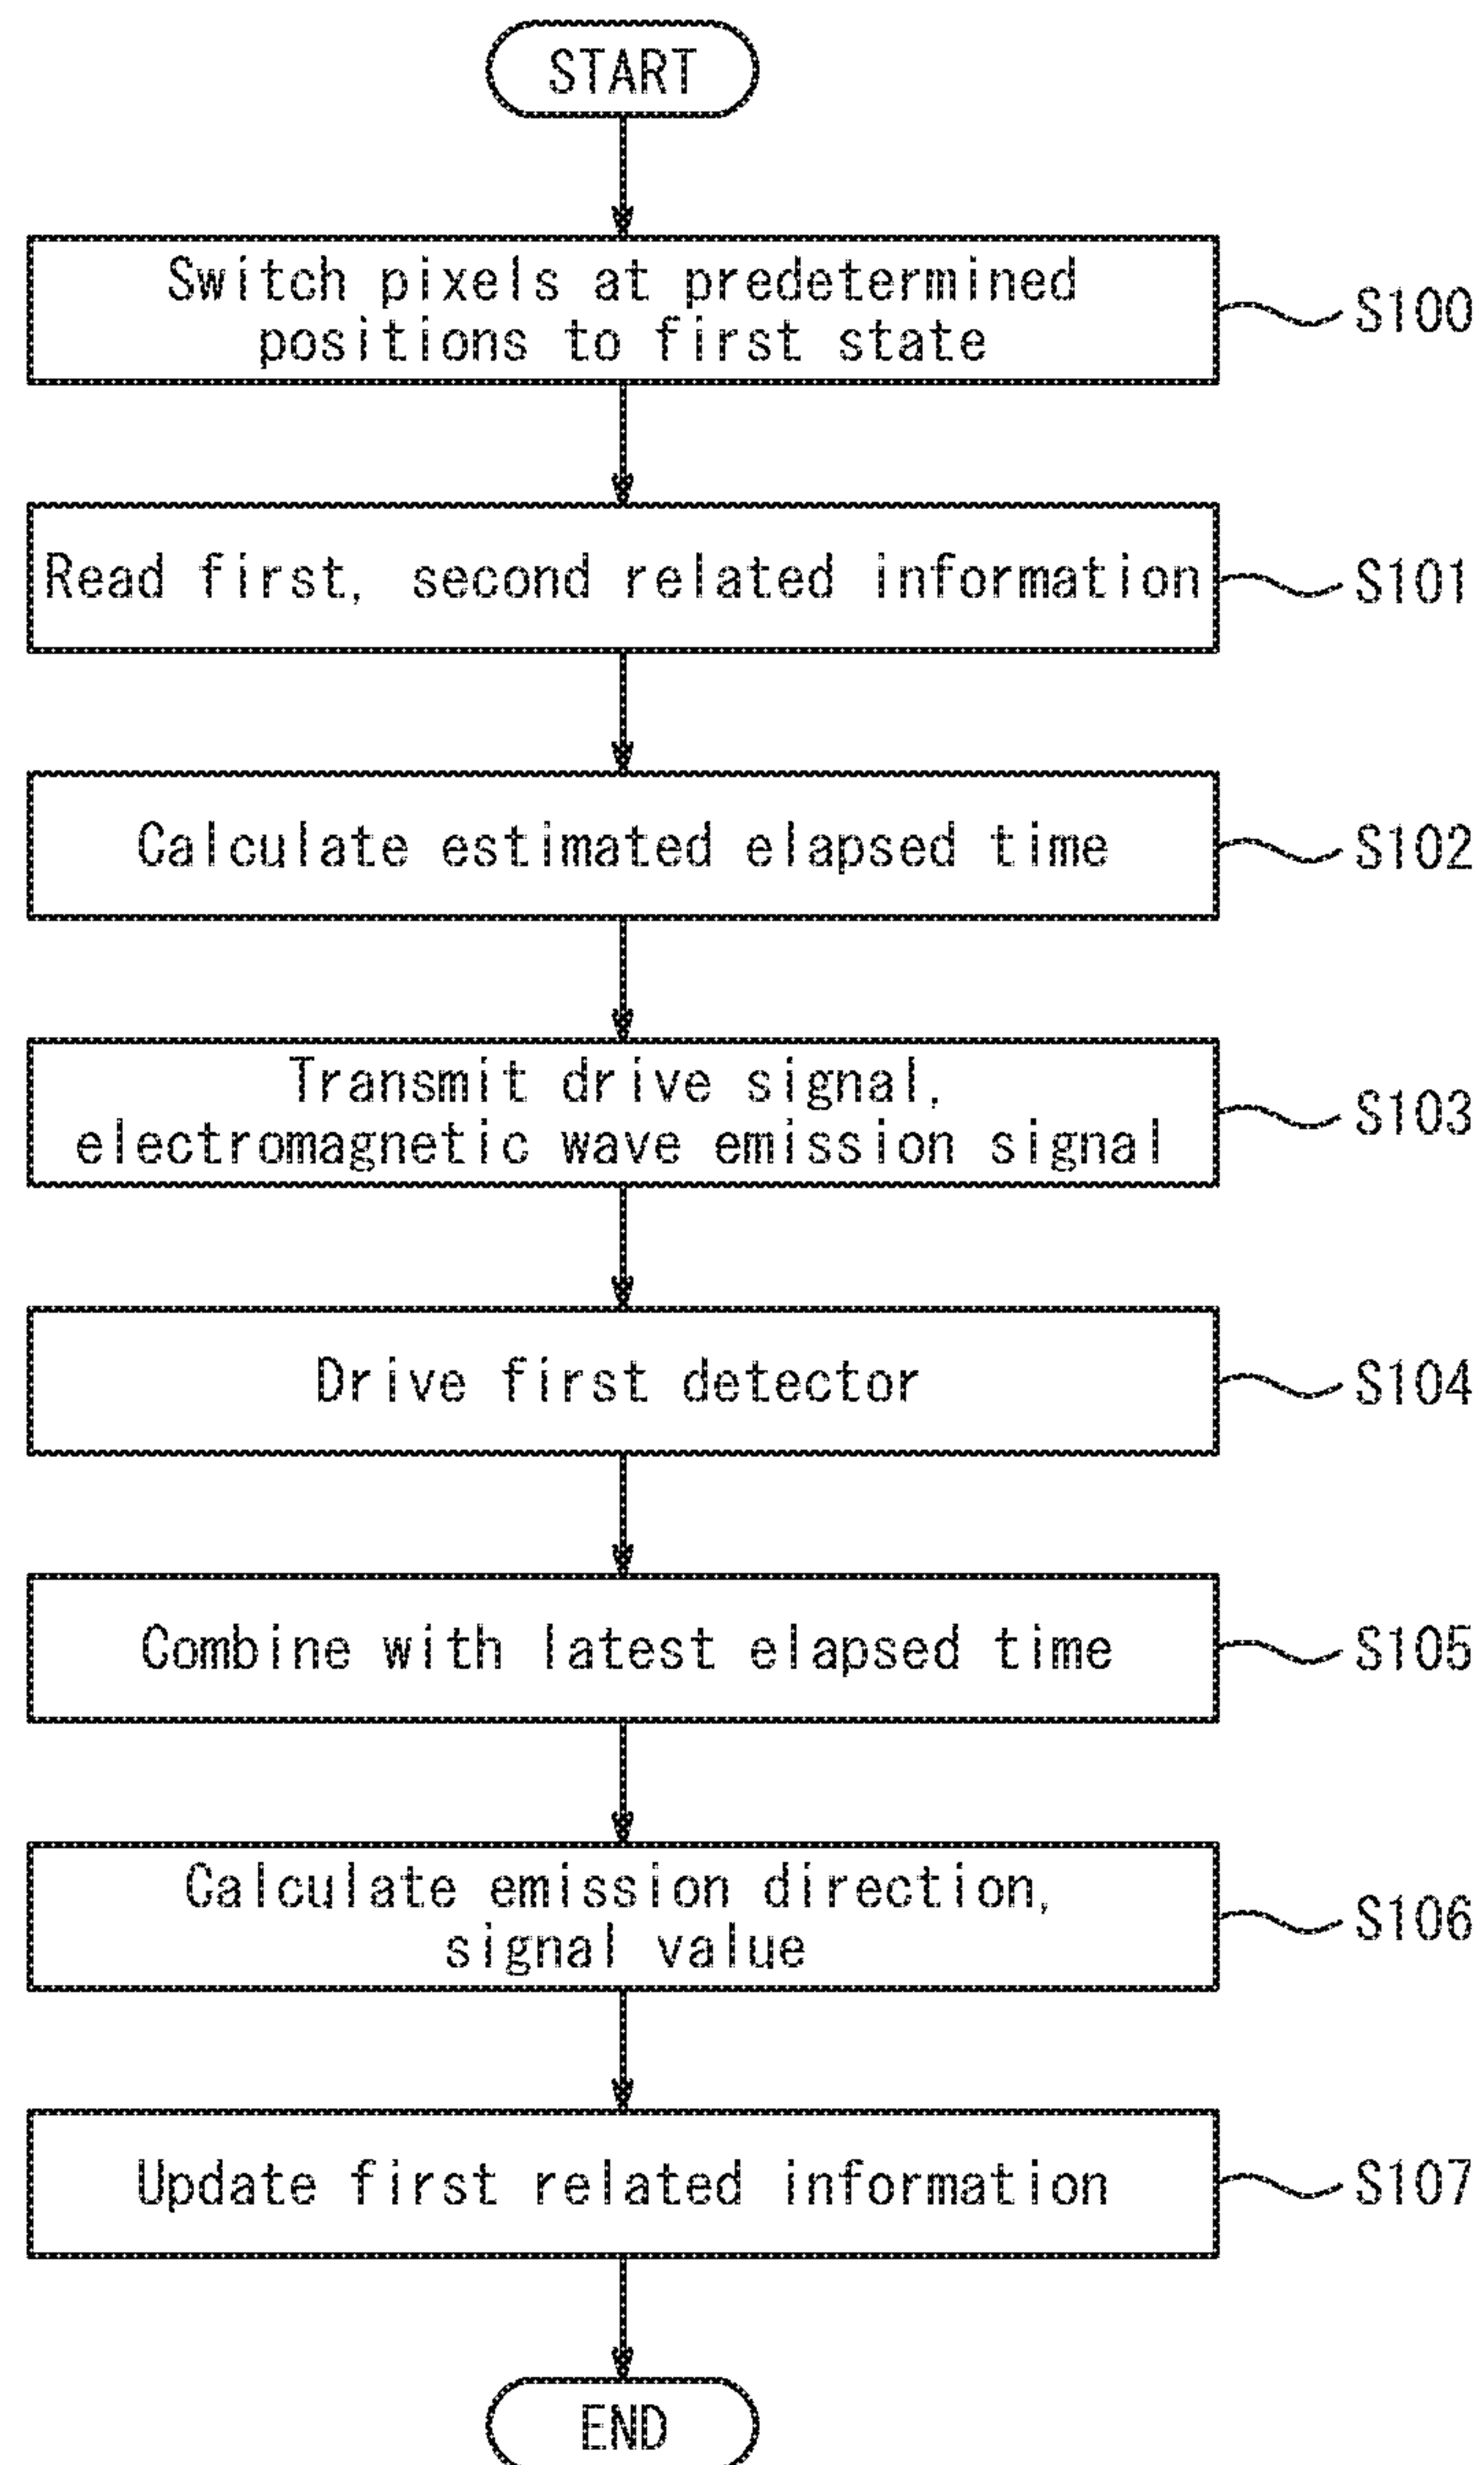 START
Switch pixels at predetermined
positions to first state
S100
Read first, second related information
S101
Calculate estimated elapsed time
S102
Transmit drive signal,
electromagnetic wave emission signal
S103
Drive first detector
S104
Combine with latest elapsed time
S105
Calculate emission direction,
signal value
S106
Update first related information
S107
END